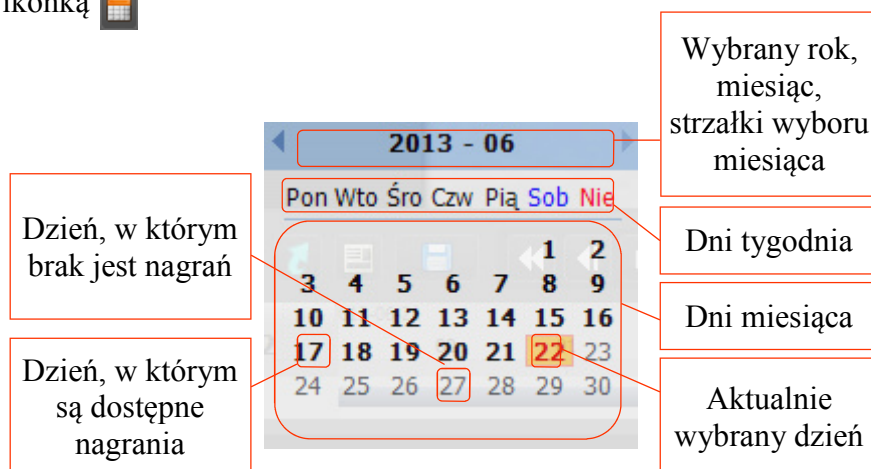 ikonką
Wybrany rok,
miesiąc,
strzałki wyboru
miesiąca
2013 - 06
Pon Wto Śro Czw Pią Sob Nie
Dzień, w którym
brak jest nagrań
Dni tygodnia
1 2
3 4 5 6 7 8 9
10 11 12 13 14 15 16
17 18 19 20 21 22 23
24 25 26 27 28 29 30
Dni miesiąca
Dzień, w którym
są dostępne
nagrania
Aktualnie
wybrany dzień